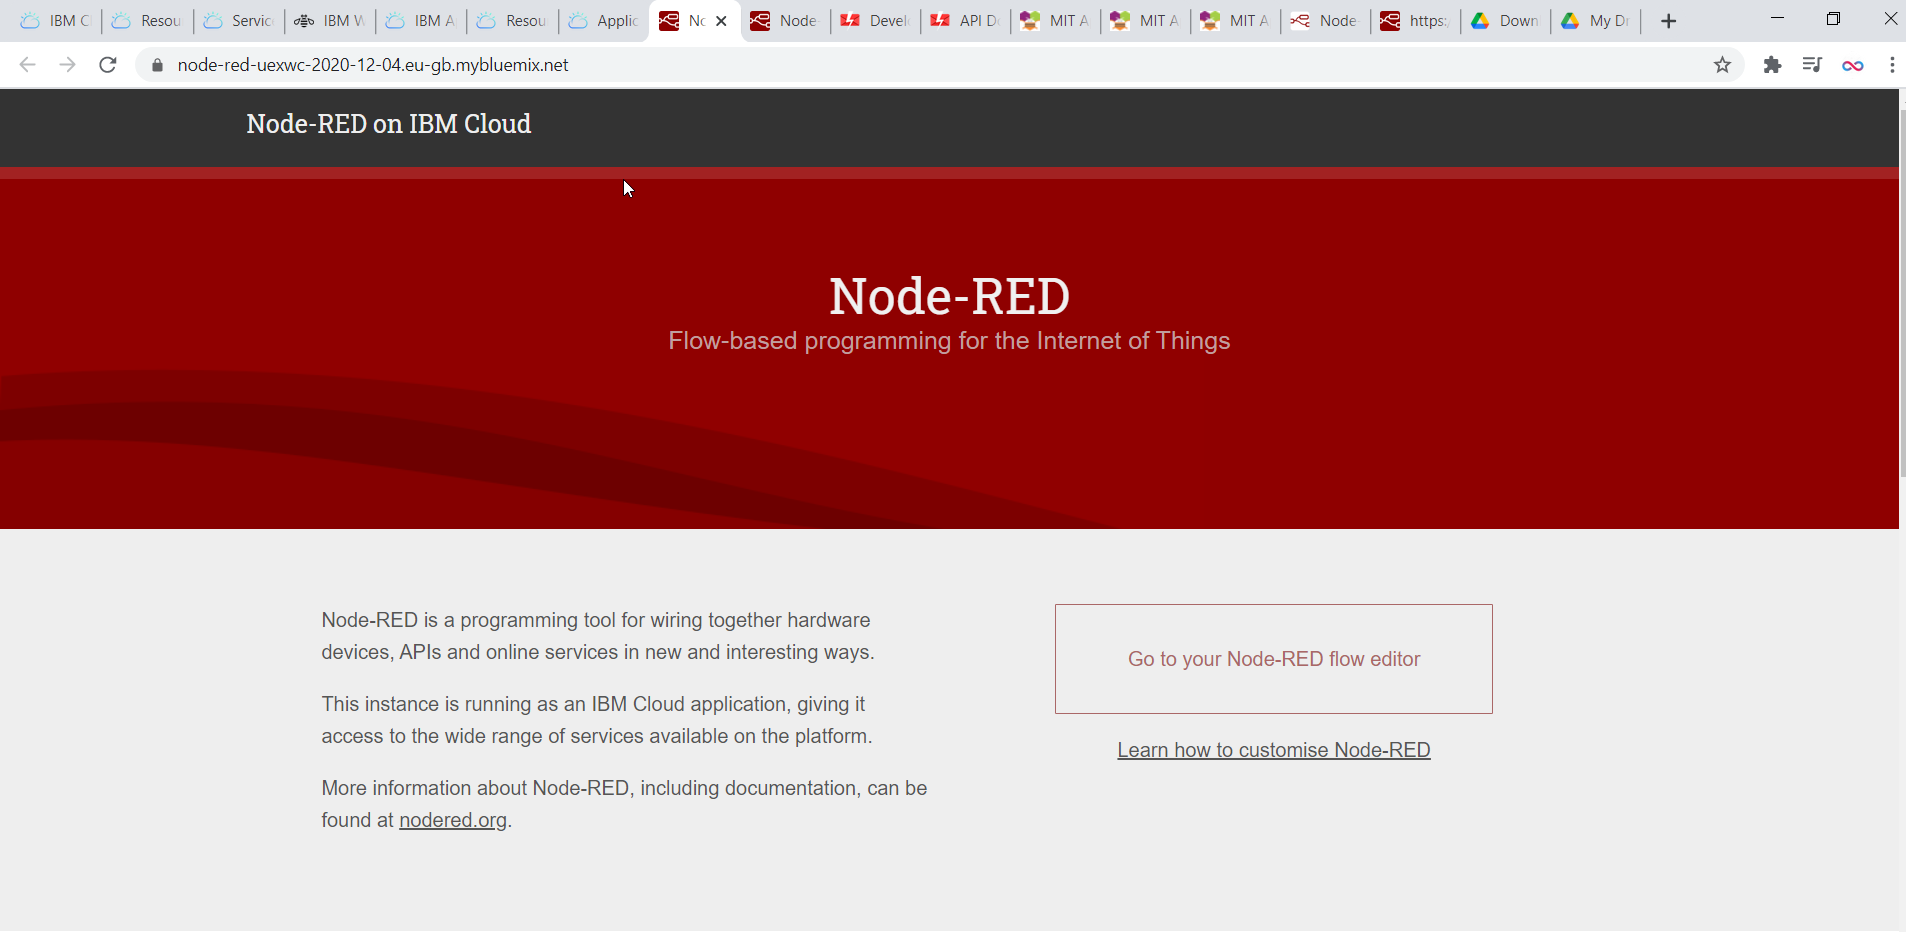 IBM Cl Resou Servic IBM W IBM A Resou Applic Nc Node- Devel API D MIT A MIT A MIT A Node- https: Down My Dr
node-red-uexwc-2020-12-04.eu-gb.mybluemix.net
Node-RED on IBM Cloud
Node-RED
Flow-based programming for the Internet of Things
Node-RED is a programming tool for wiring together hardware
devices, APIs and online services in new and interesting ways.
This instance is running as an IBM Cloud application, giving it
access to the wide range of services available on the platform.
More information about Node-RED, including documentation, can be
found at nodered.org.
Go to your Node-RED flow editor
Learn how to customise Node-RED